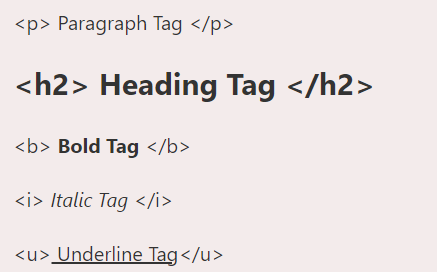 <p> Paragraph Tag </p>
<h2> Heading Tag </h2>
<b> Bold Tag </b>
<i> Italic Tag </i>
<u> Underline Tag</u>